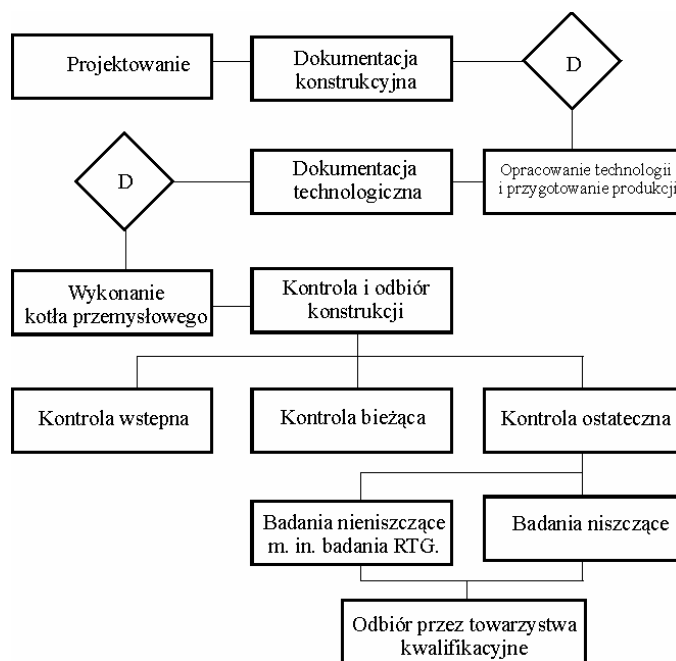 Projektowanie
Dokumentacja
konstrukcyjna
D
D
Dokumentacja
technologiczna
Opracowanie technologii
i przygotowanie produkcji
Wykonanie
kotła przemysłowego
Kontrola i odbiór
konstrukcji
Kontrola wstepna
Kontrola bieżąca
Kontrola ostateczna
Badania nieniszczące
m. in. badania RTG.
Badania niszczące
Odbiór przez towarzystwa
kwalifikacyjne